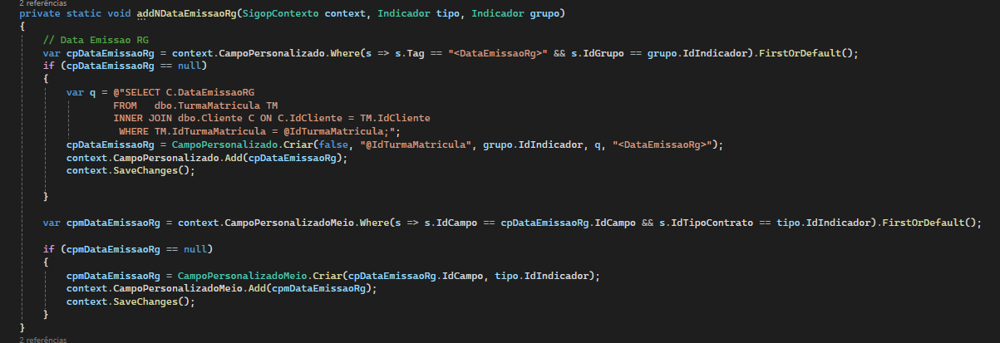 2 referências
private static void addNDataEmissaoRg(SigopContexto context, Indicador tipo, Indicador grupo)
{
    // Data Emissao RG
    var cpDataEmissaoRg = context.CampoPersonalizado.Where(s => s.Tag == "<DataEmissaoRg>" && s.IdGrupo == grupo.IdIndicador).FirstOrDefault();
    if (cpDataEmissaoRg == null)
    {
        var q = @"SELECT C.DataEmissaoRG
                FROM   dbo.TurmaMatricula TM
                INNER JOIN dbo.Cliente C ON C.IdCliente = TM.IdCliente
                 WHERE TM.IdTurmaMatricula = @IdTurmaMatricula;";
        cpDataEmissaoRg = CampoPersonalizado.Criar(false, "@IdTurmaMatricula", grupo.IdIndicador, q, "<DataEmissaoRg>");
        context.CampoPersonalizado.Add(cpDataEmissaoRg);
        context.SaveChanges();

    }

    var cpmDataEmissaoRg = context.CampoPersonalizadoMeio.Where(s => s.IdCampo == cpDataEmissaoRg.IdCampo && s.IdTipoContrato == tipo.IdIndicador).FirstOrDefault();

    if (cpmDataEmissaoRg == null)
    {
        cpmDataEmissaoRg = CampoPersonalizadoMeio.Criar(cpDataEmissaoRg.IdCampo, tipo.IdIndicador);
        context.CampoPersonalizadoMeio.Add(cpmDataEmissaoRg);
        context.SaveChanges();
    }
}
2 referências